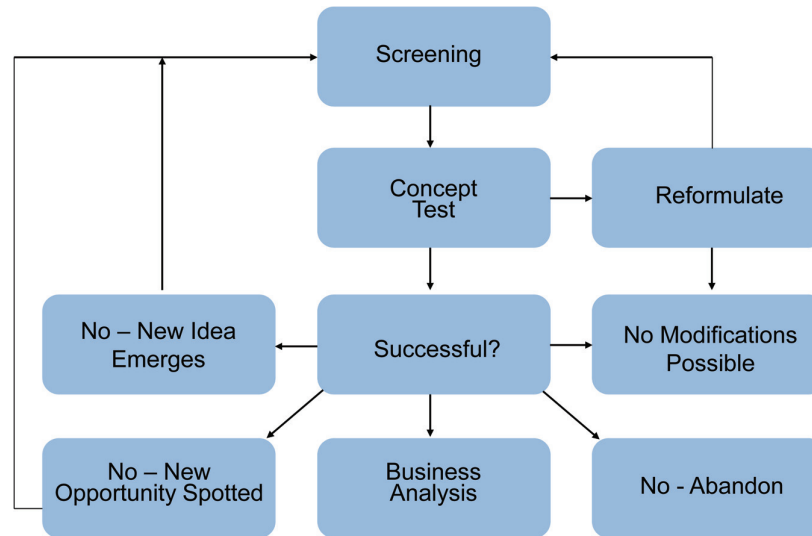 Screening
Concept
Test
Reformulate
No – New Idea
Emerges
Successful?
No Modifications
Possible
No – New
Opportunity Spotted
Business
Analysis
No - Abandon